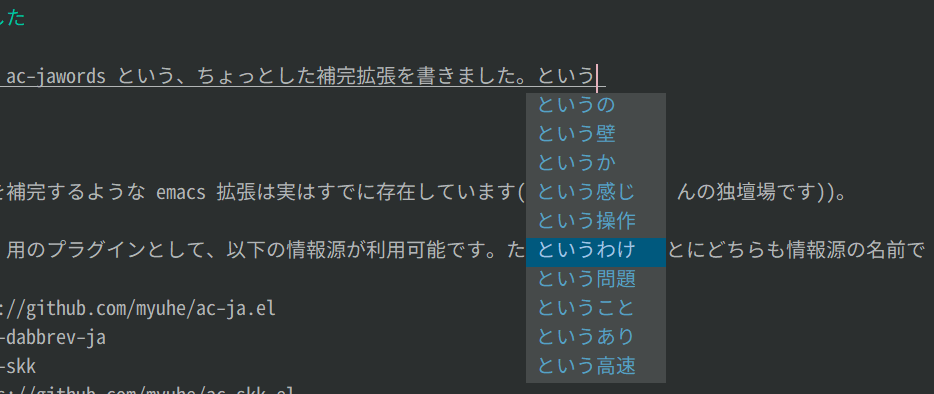 した
ac-jawords という、ちょっとした補完拡張を書きました。という
というの
という壁
というか
を補完するような emacs 拡張は実はすでに存在しています(
という感じ
んの独壇場です))。
という操作
用のプラグインとして、以下の情報源が利用可能です。た
というわけ
とにどちらも情報源の名前で
という問題
://github.com/myuhe/ac-ja.el
ということ
-dabbrev-ja
というあり
-skk
という高速
s://github.com/myuhe/ac-skk.el